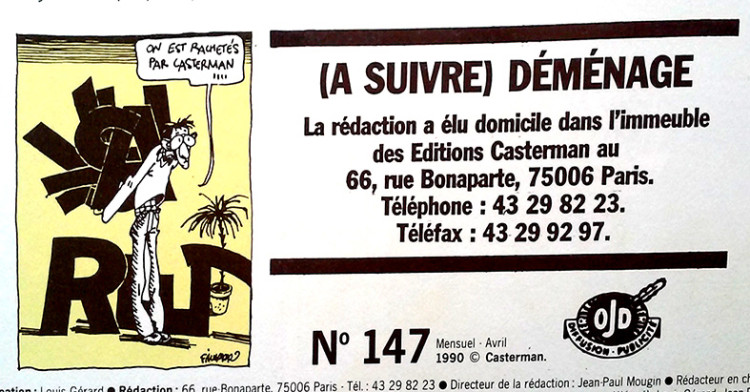 ON EST RACHETÉS
PAR CASTERMAN
!!!!
(A SUIVRE) DÉMÉNAGE
La rédaction a élu domicile dans l'immeuble
des Editions Casterman au
66, rue Bonaparte, 75006 Paris.
Téléphone : 43 29 82 23.
Téléfax : 43 29 92 97.
Nº 147 Mensuel · Avril
1990 © Casterman.
OJD
DIFFUSION · PUBLICITÉ
Louis Gérard ● Rédaction : 66, rue Bonaparte, 75006 Paris · Tél. : 43 29 82 23 ● Directeur de la rédaction : Jean-Paul Mougin ● Rédacteur en